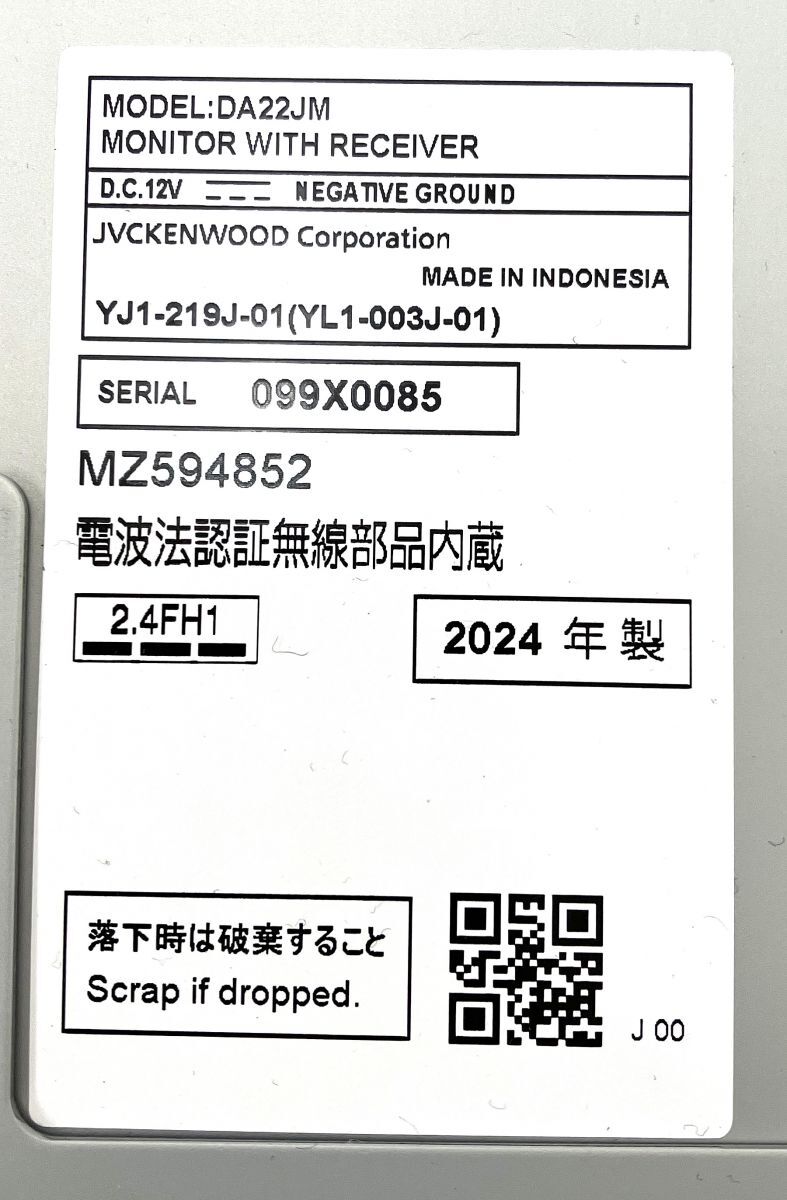 MODEL:DA22JM
MONITOR WITH RECEIVER
D.C.12V NEGATIVE GROUND
JVCKENWOOD Corporation
MADE IN INDONESIA
YJ1-219J-01(YL1-003J-01)
SERIAL 099X0085
MZ594852
電波法認証無線部品内蔵
2.4FH1
2024 年 製
落下時は破棄すること
Scrap if dropped.
J 00